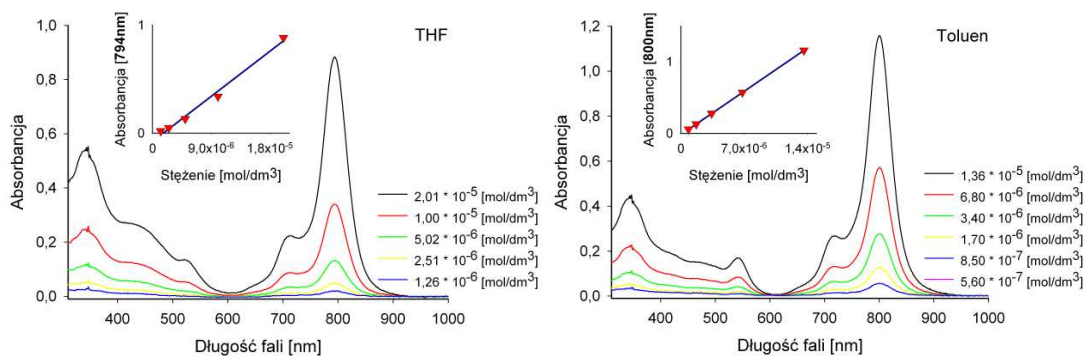 THF
Absorbancja
1,0
0,8
0,6
0,4
0,2
0,0
400 500 600 700 800 900 1000
Długość fali [nm]
Absorbancja [794nm]
1
0
0 9,0x10-6 1,8x10-5
Stężenie [mol/dm3]
2,01 * 10-5 [mol/dm3]
1,00 * 10-5 [mol/dm3]
5,02 * 10-6 [mol/dm3]
2,51 * 10-6 [mol/dm3]
1,26 * 10-6 [mol/dm3]
Toluen
Absorbancja
1,2
1,0
0,8
0,6
0,4
0,2
0,0
400 500 600 700 800 900 1000
Długość fali [nm]
Absorbancja [800nm]
1
0
0 7,0x10-6 1,4x10-5
Stężenie [mol/dm3]
1,36 * 10-5 [mol/dm3]
6,80 * 10-6 [mol/dm3]
3,40 * 10-6 [mol/dm3]
1,70 * 10-6 [mol/dm3]
8,50 * 10-7 [mol/dm3]
5,60 * 10-7 [mol/dm3]